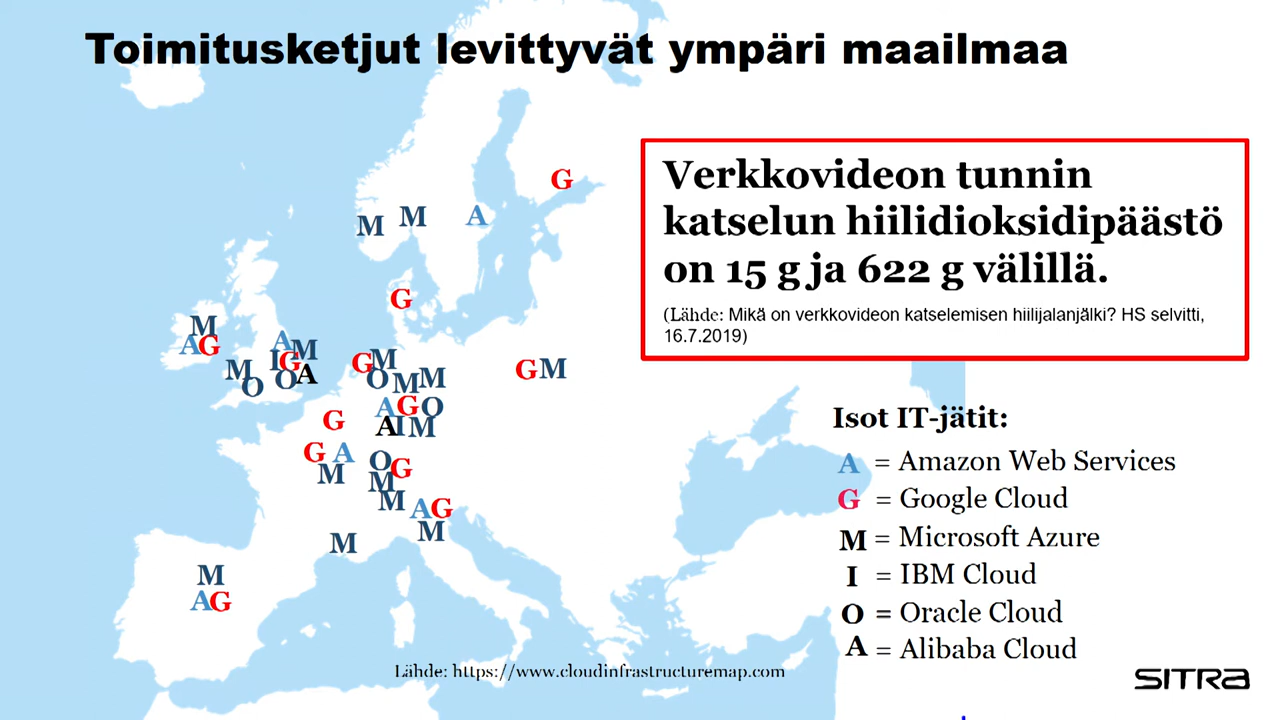 Toimitusketjut levittyvät ympäri maailmaa
Verkkovideon tunnin
katselun hiilidioksidipäästö
on 15 g ja 622 g välillä.
(Lähde: Mikä on verkkovideon katselemisen hiilijalanjälki? HS selvitti,
16.7.2019)
G
M M A
G
M
A G
A
I G M
M O O A
G M
O M M
G M
A G O
A I M
G
G A
M
O G
M
M
A G
M
M
M
A G
Isot IT-jätit:
A = Amazon Web Services
G = Google Cloud
M = Microsoft Azure
I = IBM Cloud
O = Oracle Cloud
A = Alibaba Cloud
Lähde: https://www.cloudinfrastructuremap.com
SITRA